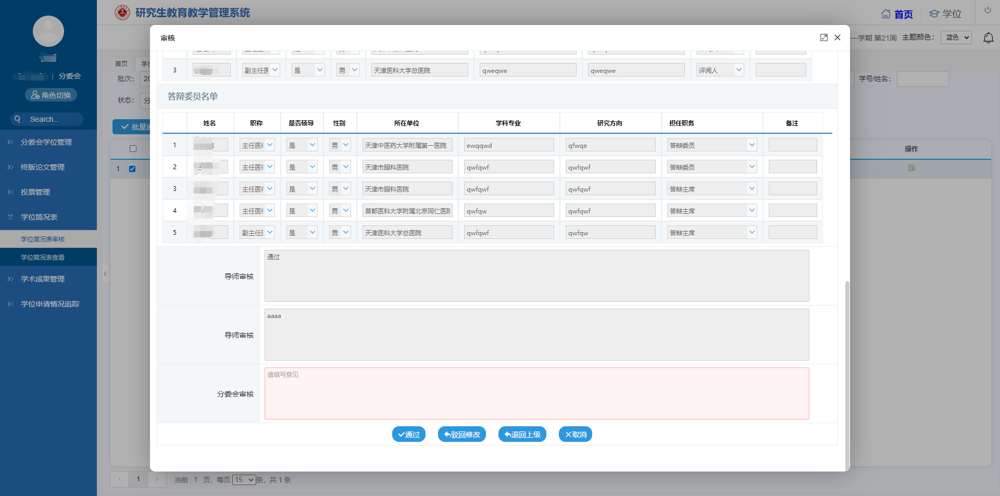 研究生教育教学管理系统
首页
学位
一学期 第21周
主题颜色：
蓝色
分委会
角色切换
Search...
分委会学位管理
终版论文管理
投票管理
学位简况表
学位简况表审核
学位简况表查看
学术成果管理
学位申请情况追踪
首页
学位
批次：
20
学号/姓名：
状态：
分
批量通
操作
1
审核
3 副主任医 是 男 天津医科大学总医院 qweqwe qweqwe 评阅人
答辩委员名单
姓名 职称 是否硕导 性别 所在单位 学科专业 研究方向 担任职务 备注
1 主任医师 是 男 天津中医药大学附属第一医院 ewqqwd qfwqe 答辩委员
2 主任医师 是 男 天津市眼科医院 qwfqwf qwfqwf 答辩委员
3 主任医师 是 男 天津市眼科医院 qwfqwf qwfqwf 答辩主席
4 主任医师 是 男 首都医科大学附属北京同仁医院 qwfqw qwfqwf 答辩主席
5 副主任医 是 男 天津医科大学总医院 qwfqwf qwfqw 答辩主席
导师审核
通过
导师审核
aaaa
分委会审核
请填写意见
通过
驳回修改
退回上级
取消
1
当前 1 页，每页 15 条，共 1 条